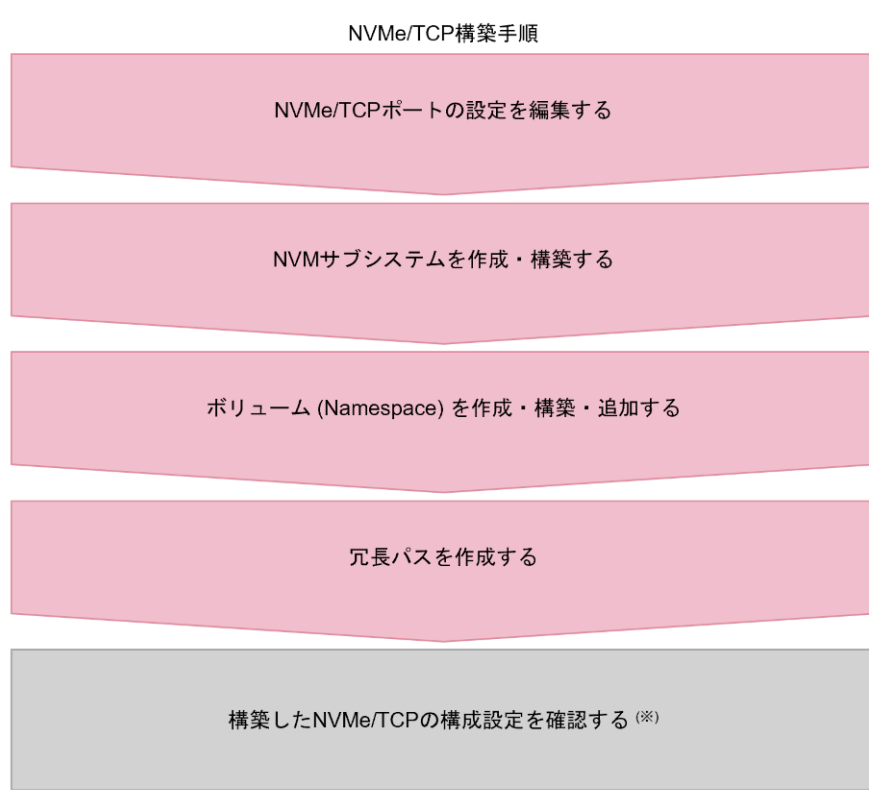 NVMe/TCP構築手順
NVMe/TCPポートの設定を編集する
NVMサブシステムを作成・構築する
ボリューム (Namespace) を作成・構築・追加する
冗長パスを作成する
構築したNVMe/TCPの構成設定を確認する (※)